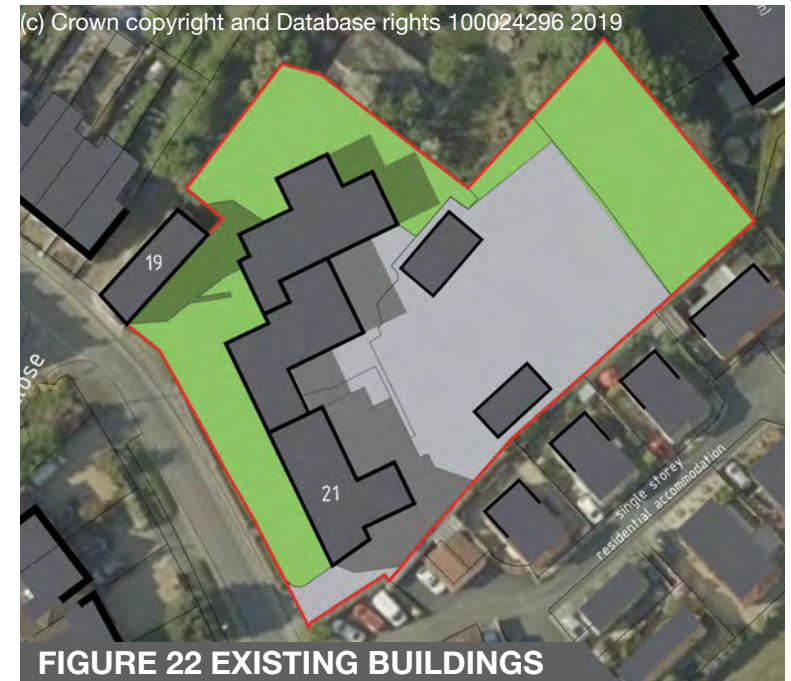 (c) Crown copyright and Database rights 100024296 2019
19
21
single storey
residential accommodation
FIGURE 22 EXISTING BUILDINGS